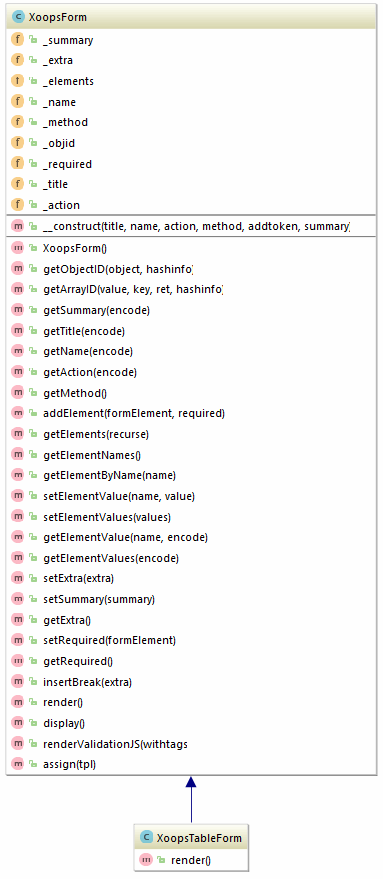 XoopsForm
_summary
_extra
_elements
_name
_method
_objid
_required
_title
_action
__construct(title, name, action, method, addtoken, summary)
XoopsForm()
getObjectID(object, hashinfo)
getArrayID(value, key, ret, hashinfo)
getSummary(encode)
getTitle(encode)
getName(encode)
getAction(encode)
getMethod()
addElement(formElement, required)
getElements(recurse)
getElementNames()
getElementByName(name)
setElementValue(name, value)
setElementValues(values)
getElementValue(name, encode)
getElementValues(encode)
setExtra(extra)
setSummary(summary)
getExtra()
setRequired(formElement)
getRequired()
insertBreak(extra)
render()
display()
renderValidationJS(withtags
assign(tpl)
XoopsTableForm
render()